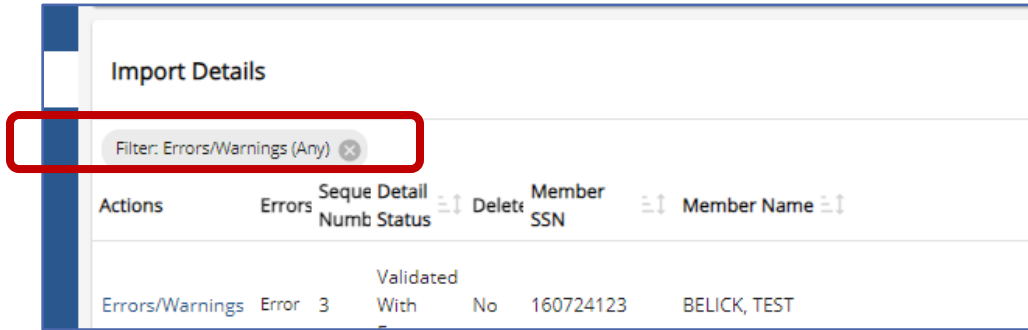 Import Details
Filter: Errors/Warnings (Any)
Actions Errors Seque Numb Detail Status Delete Member SSN Member Name
Errors/Warnings Error 3 Validated With No 160724123 BELICK, TEST